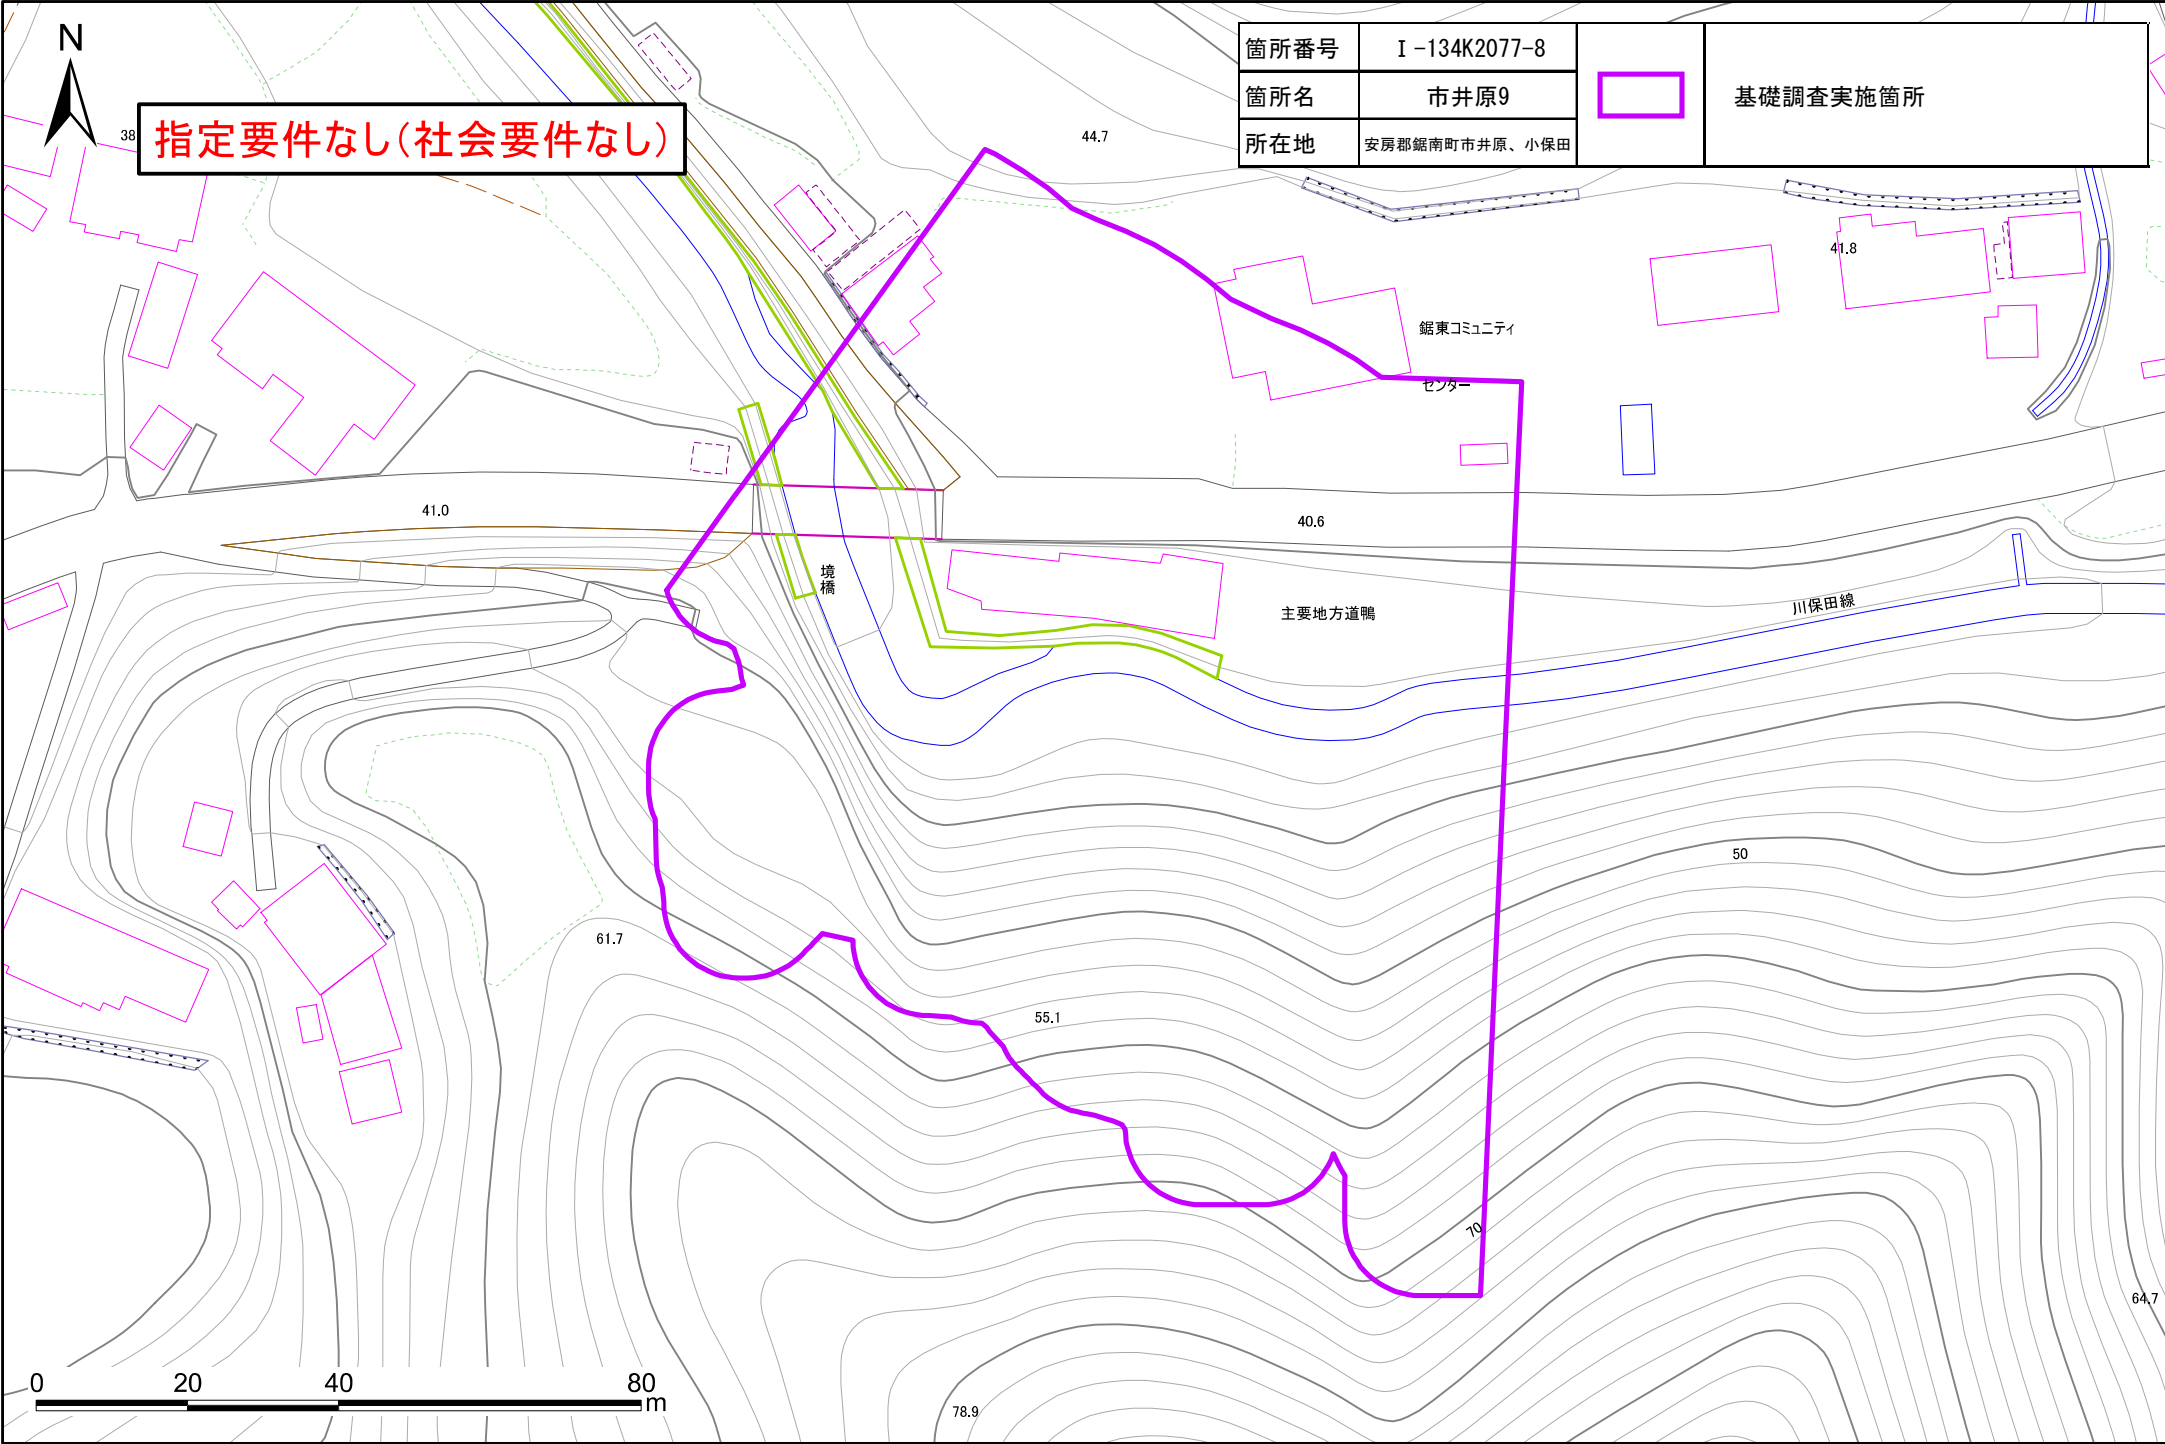 N
指定要件なし(社会要件なし)
箇所番号 Ⅰ-134K2077-8
箇所名 市井原9
所在地 安房郡鋸南町市井原、小保田
基礎調査実施箇所
38
44.7
41.8
鋸東コミュニティ
センター
41.0
40.6
境橋
主要地方道鴨
川保田線
50
61.7
55.1
70
64.7
78.9
0 20 40 80
m